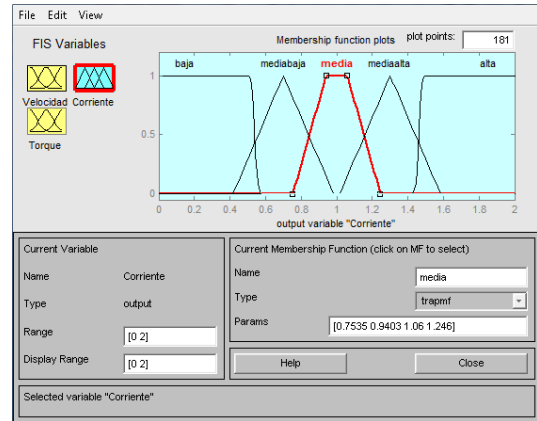 File Edit View
FIS Variables
Membership function plots
plot points:
181
Velocidad
Corriente
Torque
baja
mediabaja
media
mediaalta
alta
1
0.5
0
0 0.2 0.4 0.6 0.8 1 1.2 1.4 1.6 1.8 2
output variable "Corriente"
Current Variable
Name Corriente
Type output
Range [0 2]
Display Range [0 2]
Current Membership Function (click on MF to select)
Name media
Type trapmf
Params [0.7535 0.9403 1.06 1.246]
Help
Close
Selected variable "Corriente"